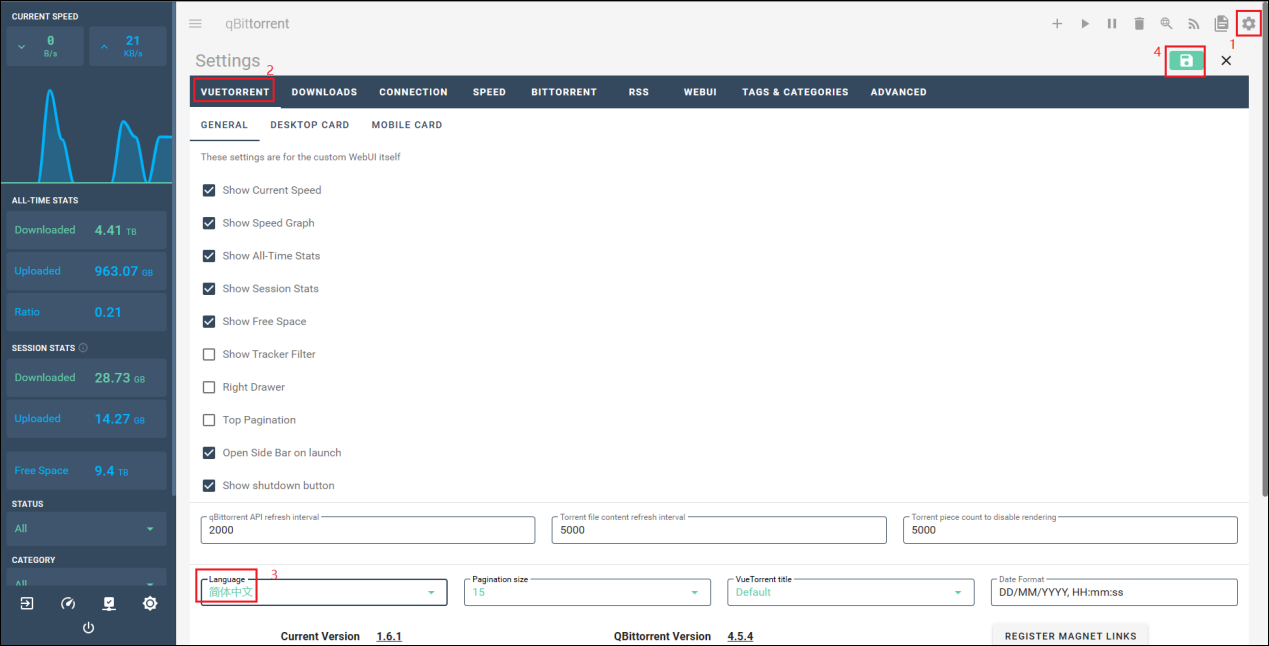 CURRENT SPEED
0
B/s
21
KB/s
ALL-TIME STATS
Downloaded 4.41 TB
Uploaded 963.07 GB
Ratio 0.21
SESSION STATS
Downloaded 28.73 GB
Uploaded 14.27 GB
Free Space 9.4 TB
STATUS
All
CATEGORY
All
qBittorrent
1
Settings
4
2
VUETORRENT DOWNLOADS CONNECTION SPEED BITTORRENT RSS WEBUI TAGS & CATEGORIES ADVANCED
GENERAL DESKTOP CARD MOBILE CARD
These settings are for the custom WebUI itself
Show Current Speed
Show Speed Graph
Show All-Time Stats
Show Session Stats
Show Free Space
Show Tracker Filter
Right Drawer
Top Pagination
Open Side Bar on launch
Show shutdown button
qBittorrent API refresh interval
2000
Torrent file content refresh interval
5000
Torrent piece count to disable rendering
5000
3
Language
简体中文
Pagination size
15
VueTorrent title
Default
Date Format
DD/MM/YYYY, HH:mm:ss
Current Version 1.6.1
QBittorrent Version 4.5.4
REGISTER MAGNET LINKS